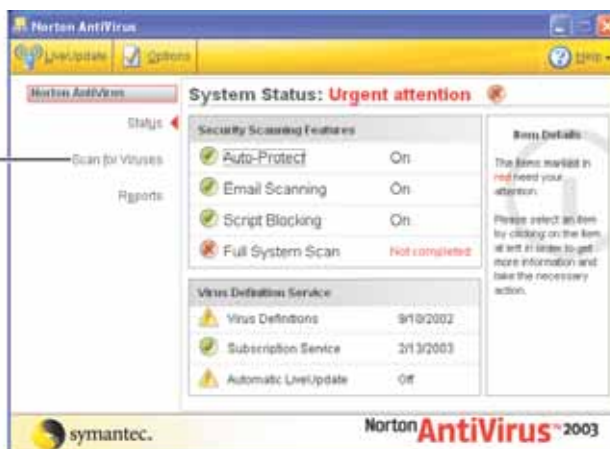 Norton AntiVirus
LiveUpdate Options Help
Norton AntiVirus
Status
Scan for Viruses
Reports
System Status: Urgent attention
Security Scanning Features
Auto-Protect On
Email Scanning On
Script Blocking On
Full System Scan Not completed
Virus Definition Service
Virus Definitions 9/10/2002
Subscription Service 2/13/2003
Automatic LiveUpdate Off
Item Details
The items marked in
red need your
attention.
Please select an item
by clicking on the item
at left in order to get
more information and
take the necessary
action.
symantec.
Norton AntiVirus™ 2003